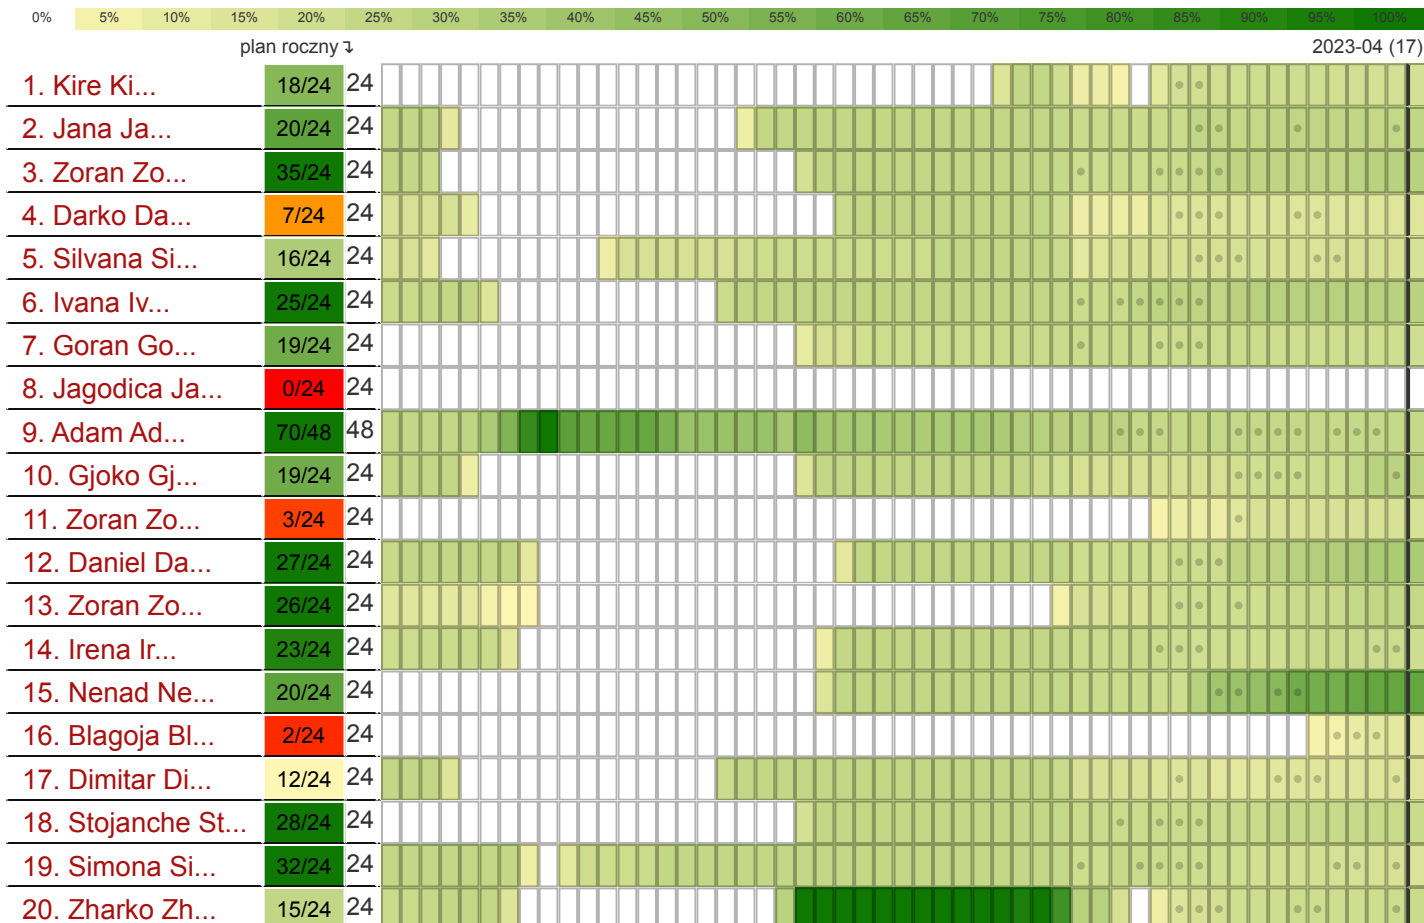 0% 5% 10% 15% 20% 25% 30% 35% 40% 45% 50% 55% 60% 65% 70% 75% 80% 85% 90% 95% 100%
plan roczny ↴ 2023-04 (17)
1. Kire Ki... 18/24 24
2. Jana Ja... 20/24 24
3. Zoran Zo... 35/24 24
4. Darko Da... 7/24 24
5. Silvana Si... 16/24 24
6. Ivana Iv... 25/24 24
7. Goran Go... 19/24 24
8. Jagodica Ja... 0/24 24
9. Adam Ad... 70/48 48
10. Gjoko Gj... 19/24 24
11. Zoran Zo... 3/24 24
12. Daniel Da... 27/24 24
13. Zoran Zo... 26/24 24
14. Irena Ir... 23/24 24
15. Nenad Ne... 20/24 24
16. Blagoja Bl... 2/24 24
17. Dimitar Di... 12/24 24
18. Stojanche St... 28/24 24
19. Simona Si... 32/24 24
20. Zharko Zh... 15/24 24